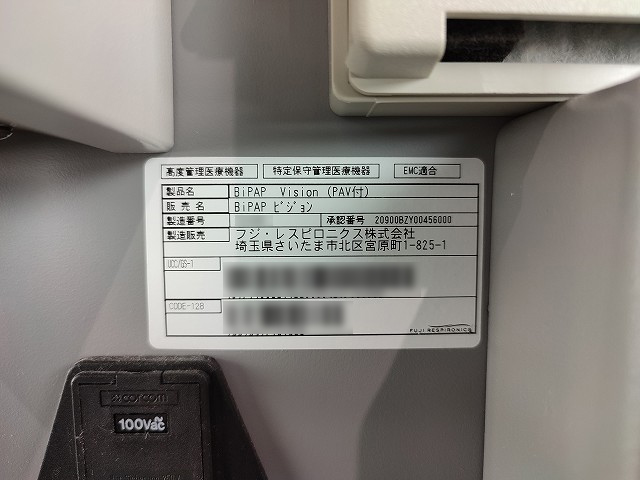 高度管理医療機器 特定保守管理医療機器 EMC適合
製品名 BiPAP Vision (PAV付)
販売名 BiPAP ビジョン
製造番号 承認番号 20900BZY00456000
製造販売 フジ・レスピロニクス株式会社
埼玉県さいたま市北区宮原町1-825-1
UCC/GS-1
CODE-128
FUJI RESPIRONICS
corcom
100Vac